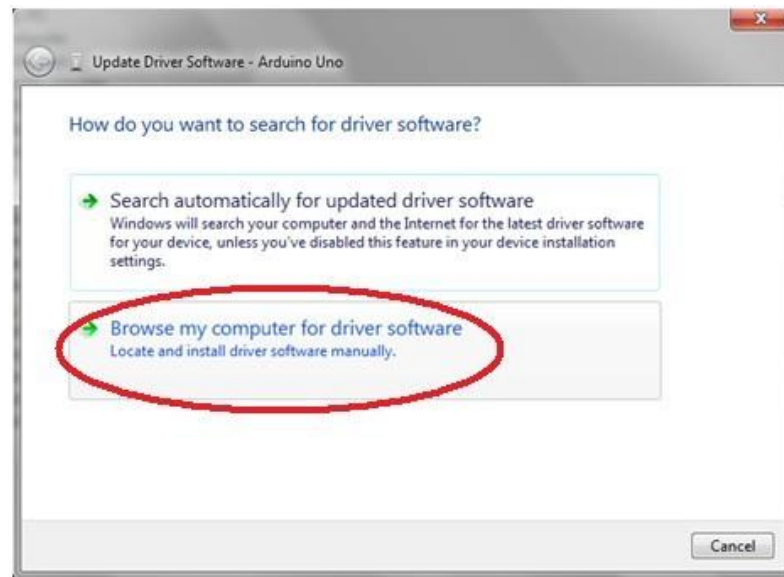 Update Driver Software - Arduino Uno
How do you want to search for driver software?
Search automatically for updated driver software
Windows will search your computer and the Internet for the latest driver software
for your device, unless you've disabled this feature in your device installation
settings.
Browse my computer for driver software
Locate and install driver software manually.
Cancel